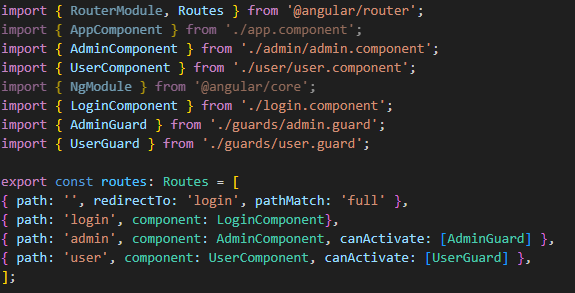 import { RouterModule, Routes } from '@angular/router';
import { AppComponent } from './app.component';
import { AdminComponent } from './admin/admin.component';
import { UserComponent } from './user/user.component';
import { NgModule } from '@angular/core';
import { LoginComponent } from './login.component';
import { AdminGuard } from './guards/admin.guard';
import { UserGuard } from './guards/user.guard';
export const routes: Routes = [
{ path: '', redirectTo: 'login', pathMatch: 'full' },
{ path: 'login', component: LoginComponent},
{ path: 'admin', component: AdminComponent, canActivate: [AdminGuard] },
{ path: 'user', component: UserComponent, canActivate: [UserGuard] },
];